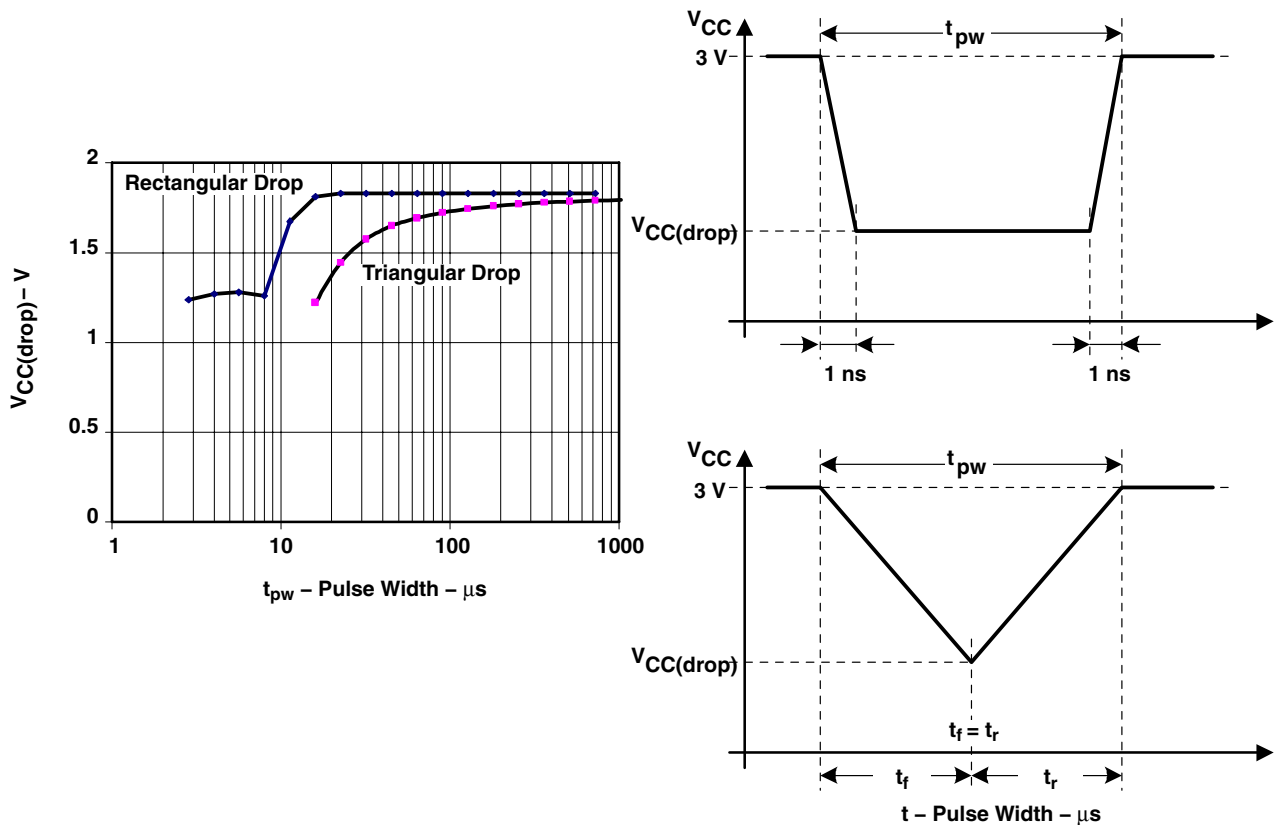 2
1.5
1
0.5
0
VCC(drop) – V
Rectangular Drop
Triangular Drop
1
10
100
1000
tpw – Pulse Width – μs
VCC
tpw
3 V
VCC(drop)
1 ns
1 ns
VCC
tpw
3 V
VCC(drop)
tf = tr
tf
tr
t – Pulse Width – μs